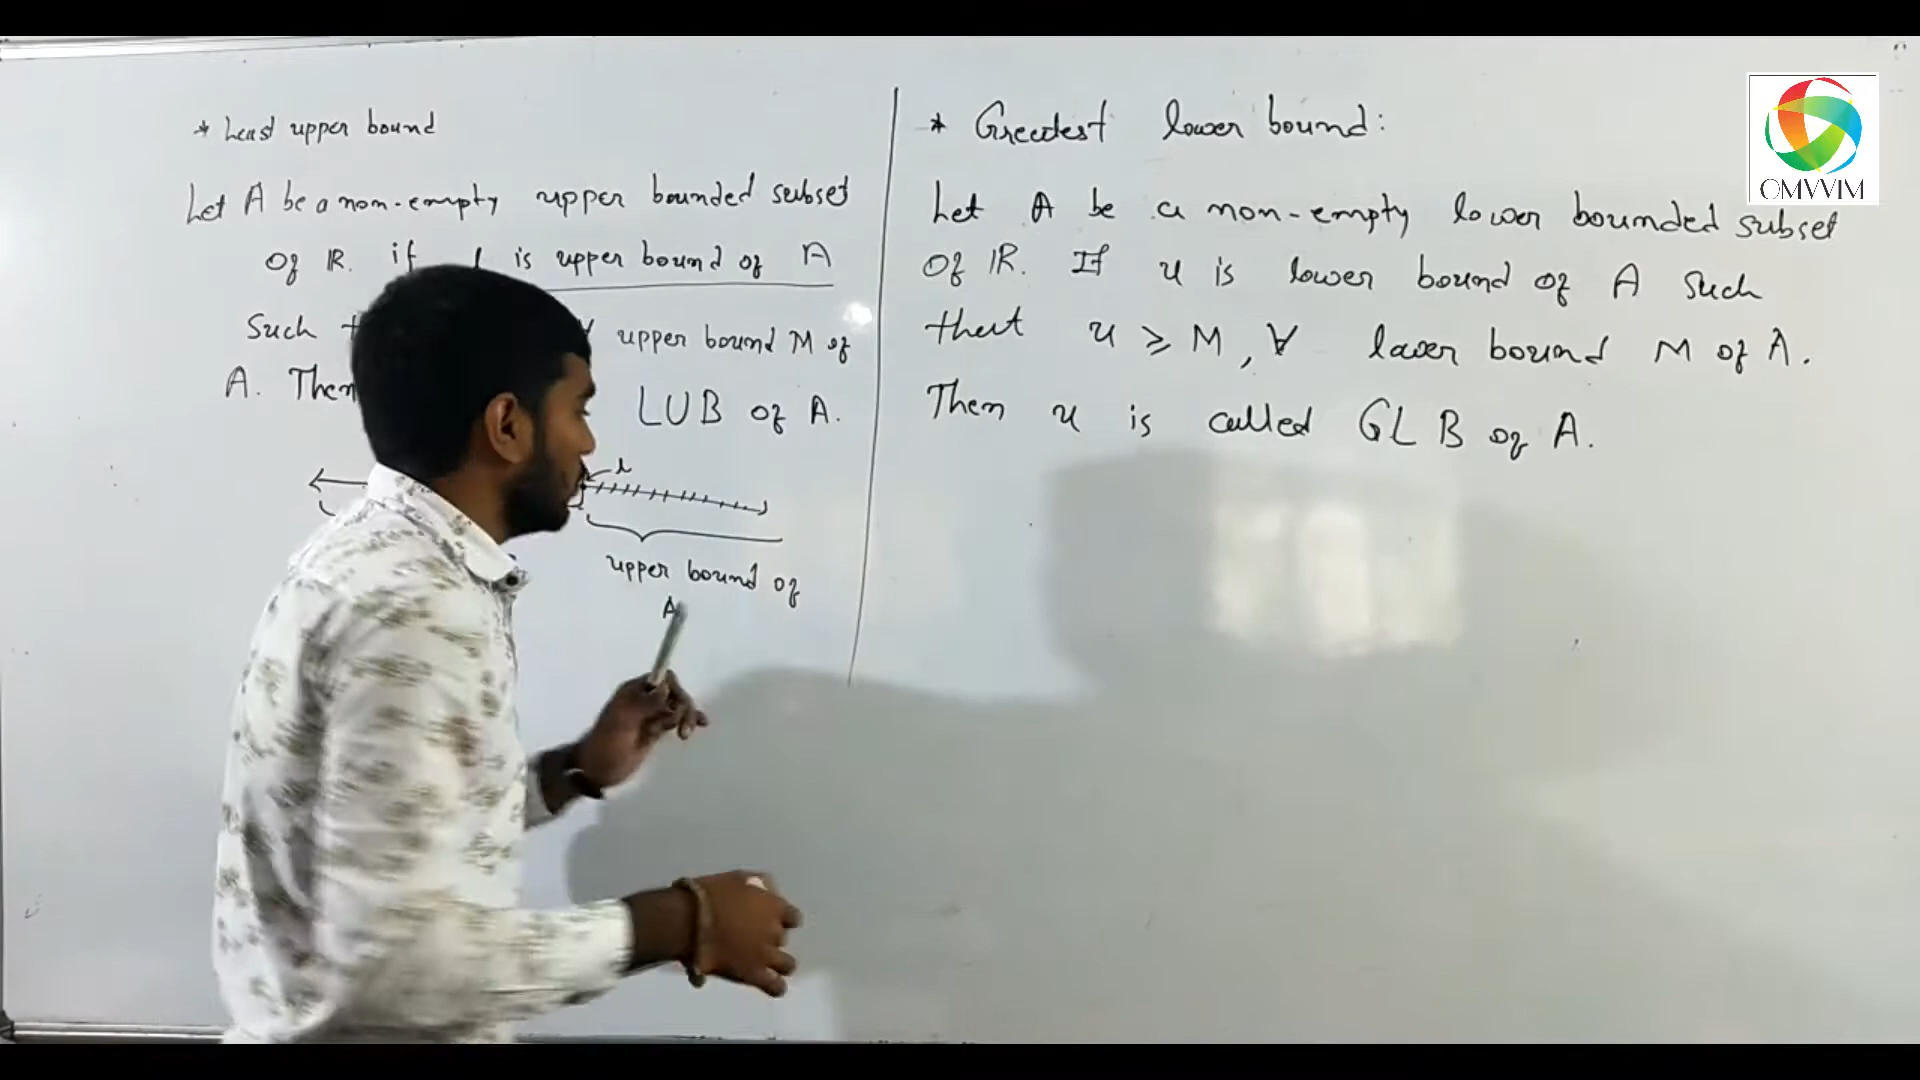 * Least upper bound
Let A be a non-empty upper bounded subset
of IR. if l is upper bound of A
Such ∀ upper bound M of
A. Then LUB of A.
l
upper bound of
A
* Greatest lower bound:
Let A be a non-empty lower bounded subset
of IR. If u is lower bound of A such
that u ⩾ M, ∀ lower bound M of A.
Then u is called GLB of A.
OMVVIM